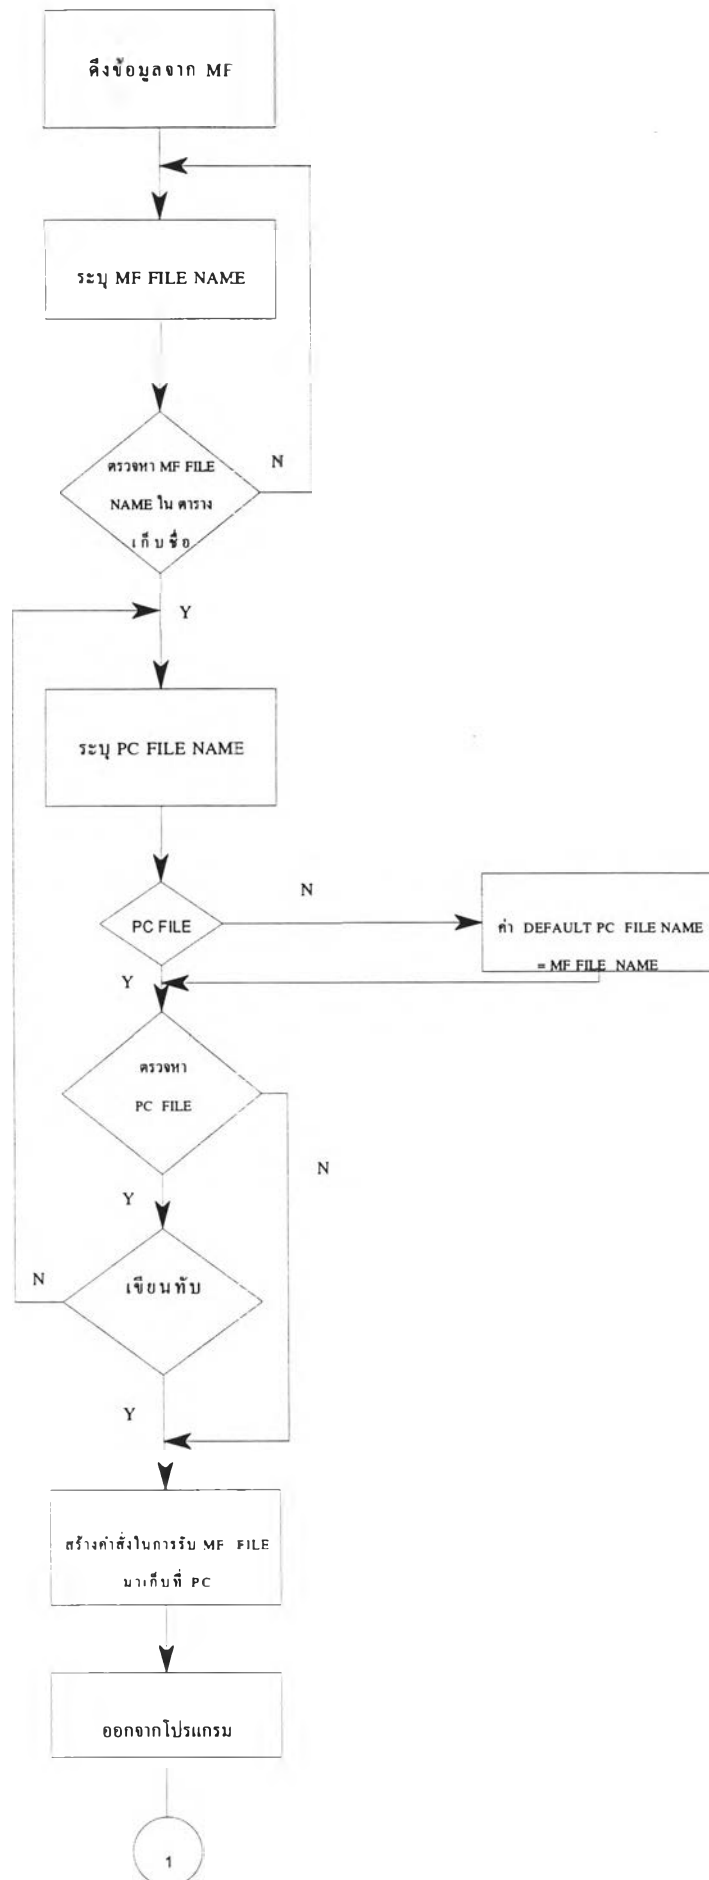 ดึงข้อมูลจาก MF
ระบุ MF FILE NAME
ตรวจหา MF FILE
NAME ใน ตาราง
เก็บชื่อ
N
Y
ระบุ PC FILE NAME
PC FILE
N
ค่า DEFAULT PC FILE NAME
= MF FILE NAME
Y
ตรวจหา
PC FILE
N
Y
เขียนทับ
N
Y
สร้างคำสั่งในการรับ MF FILE
มาเก็บที่ PC
ออกจากโปรแกรม
1